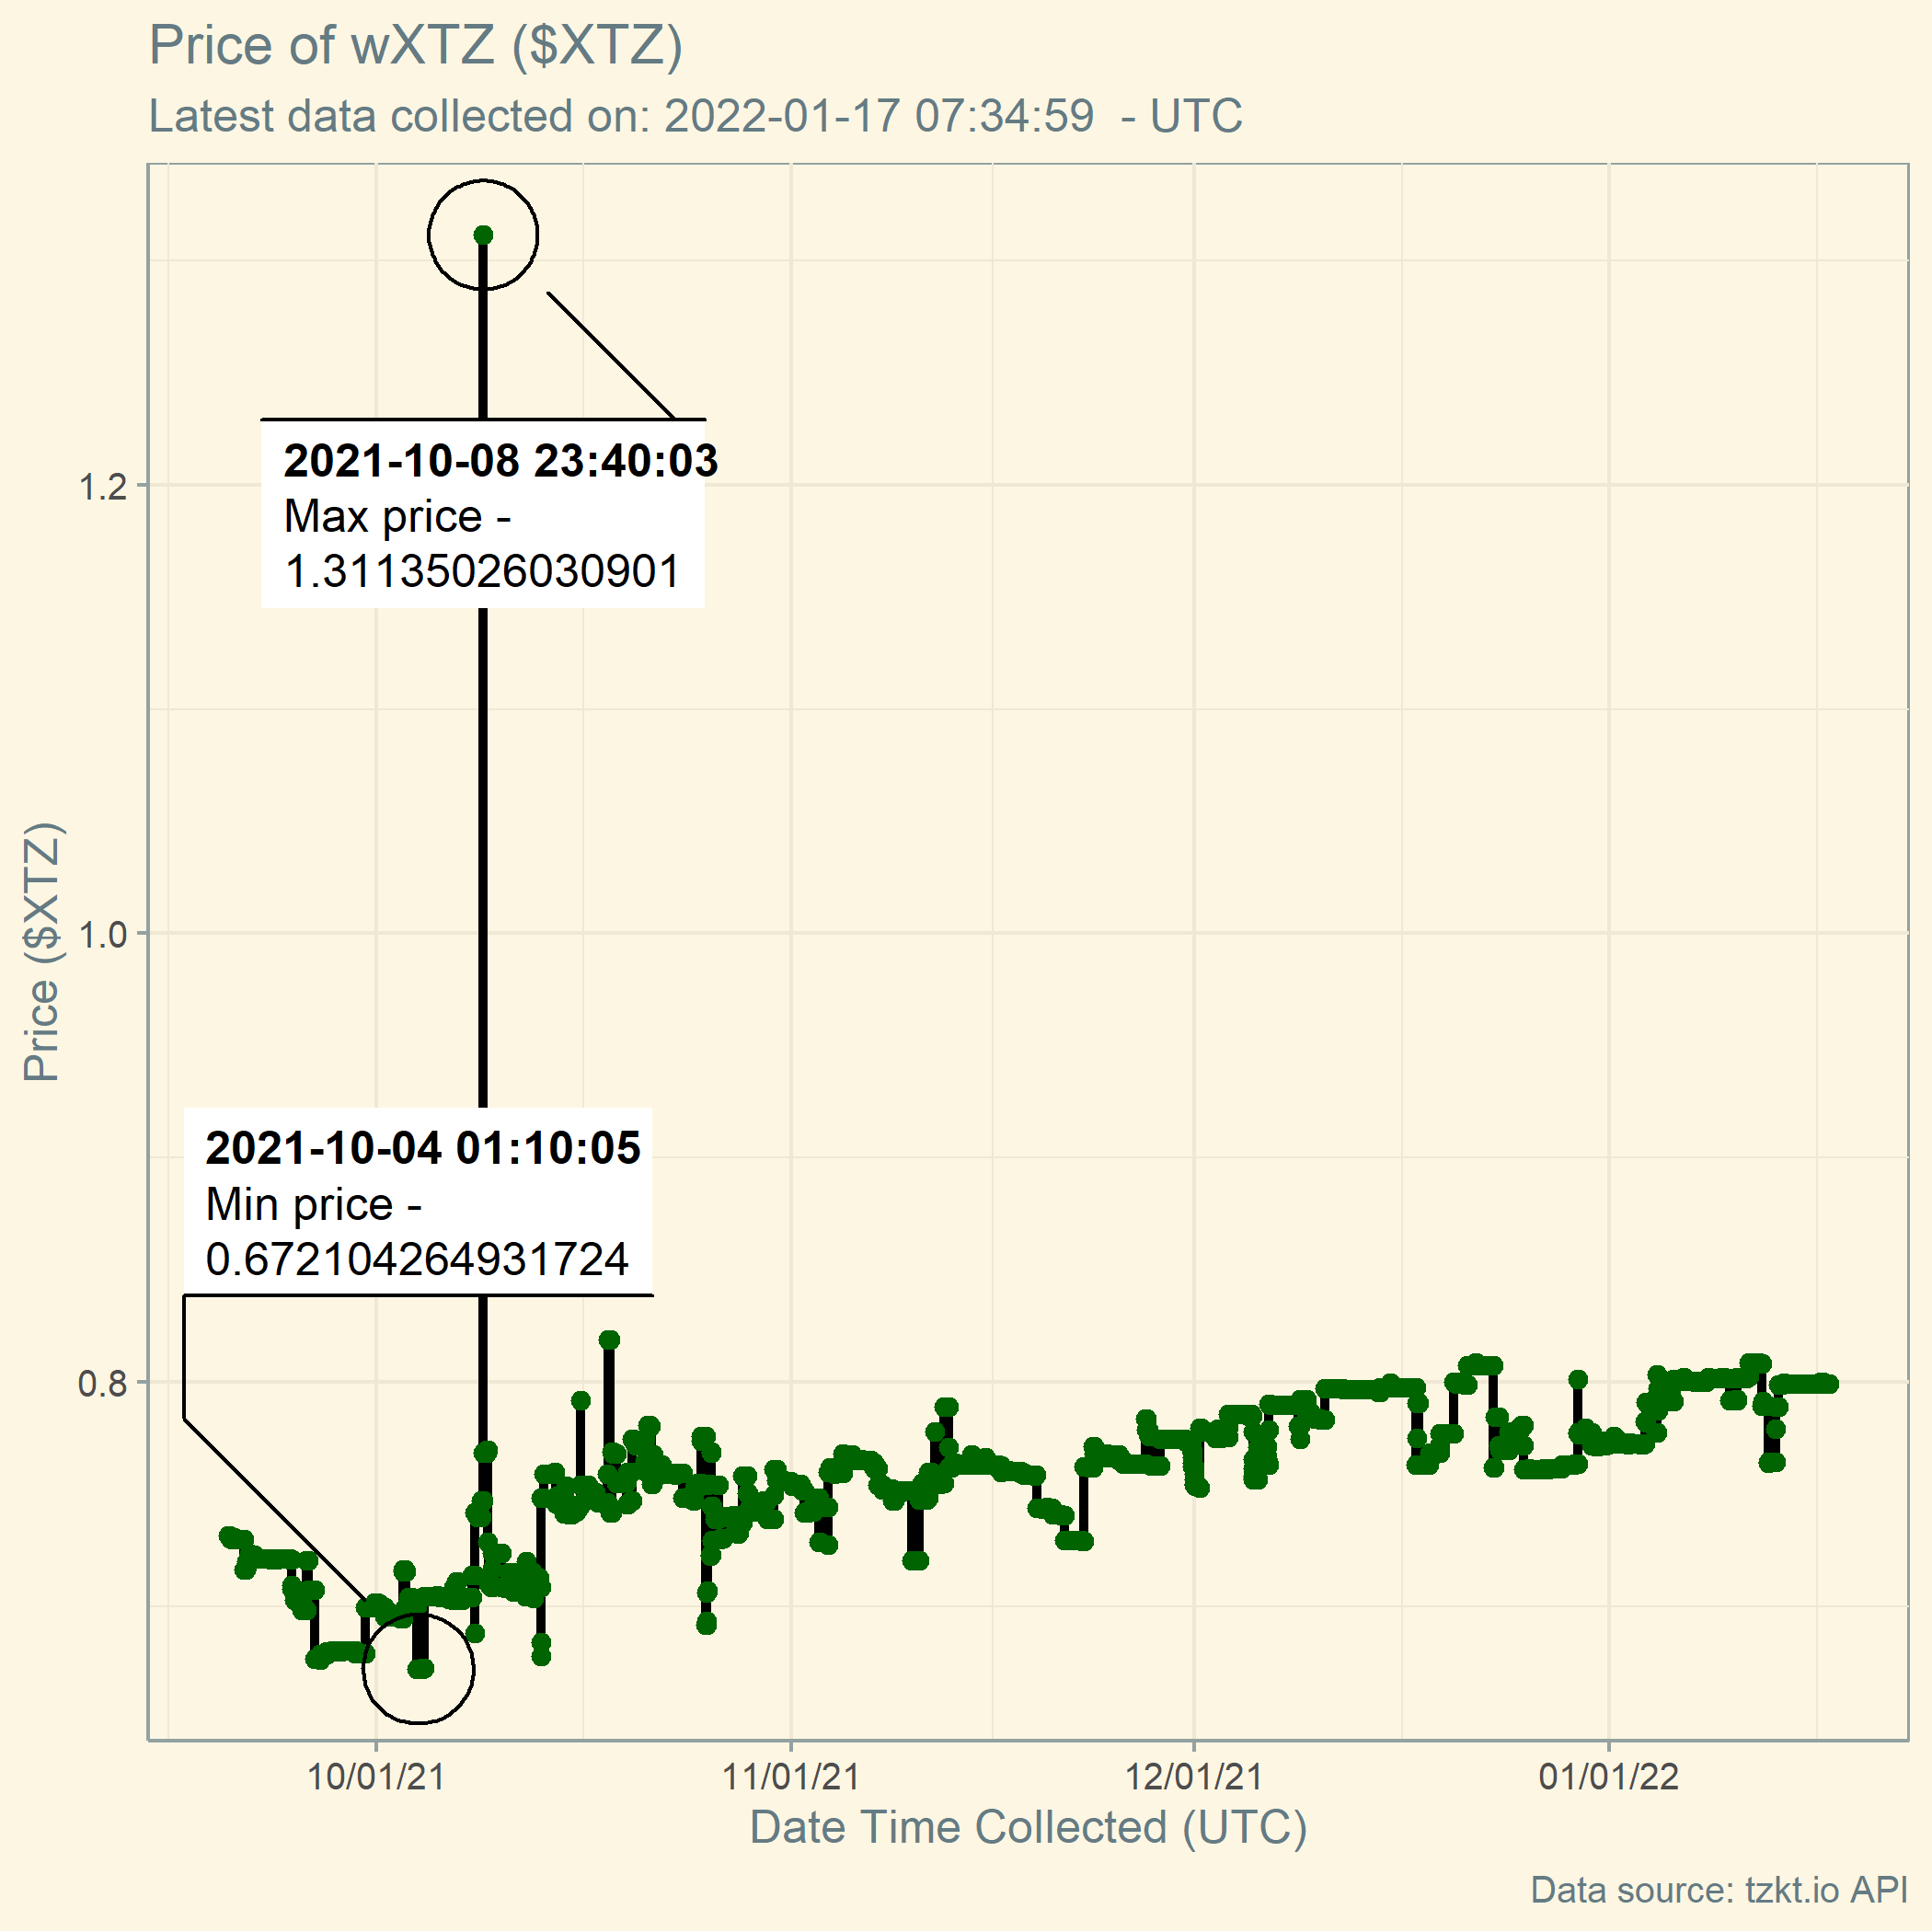 Price of wXTZ ($XTZ)
Latest data collected on: 2022-01-17 07:34:59  - UTC
2021-10-08 23:40:03
Max price -
1.31135026030901
1.2
1.0
Price ($XTZ)
2021-10-04 01:10:05
Min price -
0.672104264931724
0.8
10/01/21
11/01/21
12/01/21
01/01/22
Date Time Collected (UTC)
Data source: tzkt.io API